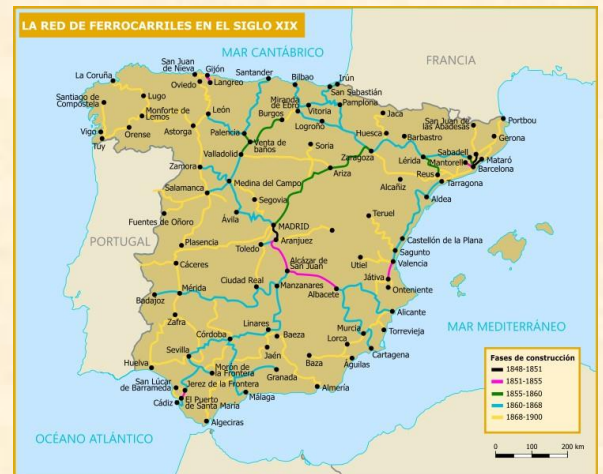 LA RED DE FERROCARRILES EN EL SIGLO XIX
MAR CANTÁBRICO
FRANCIA
San Juan
de Nieva
Gijón
La Coruña
Oviedo
Langreo
Santander
Bilbao
Irún
San Sebastián
Santiago de
Compostela
Lugo
León
Miranda
de Ebro
Vitoria
Pamplona
Jaca
San Juan de
las Abadesas
Portbou
Monforte de
Lemos
Burgos
Logroño
Huesca
Barbastro
Gerona
Vigo
Orense
Astorga
Palencia
Venta de
baños
Soria
Zaragoza
Lérida
Sabadell
Mantorell
Mataró
Barcelona
Tuy
Zamora
Valladolid
Ariza
Reus
Tarragona
Salamanca
Medina del Campo
Segovia
Alcañiz
Aldea
Fuentes de Oñoro
Ávila
MADRID
Teruel
PORTUGAL
Plasencia
Toledo
Aranjuez
Castellón de la Plana
Sagunto
Valencia
Cáceres
Alcázar de
San Juan
Utiel
Játiva
Badajoz
Mérida
Ciudad Real
Manzanares
Albacete
Onteniente
Zafra
Linares
Alicante
MAR MEDITERRÁNEO
Córdoba
Baeza
Murcia
Torrevieja
Huelva
Sevilla
Jaén
Lorca
Cartagena
Morón de
la Frontera
Baza
Águilas
San Lúcar
de Barrameda
Jerez de la Frontera
Granada
Almería
Cádiz
El Puerto
de Santa María
Málaga
Algeciras
OCÉANO ATLÁNTICO
Fases de construcción
1848-1851
1851-1855
1855-1860
1860-1868
1868-1900
0 100 200 km